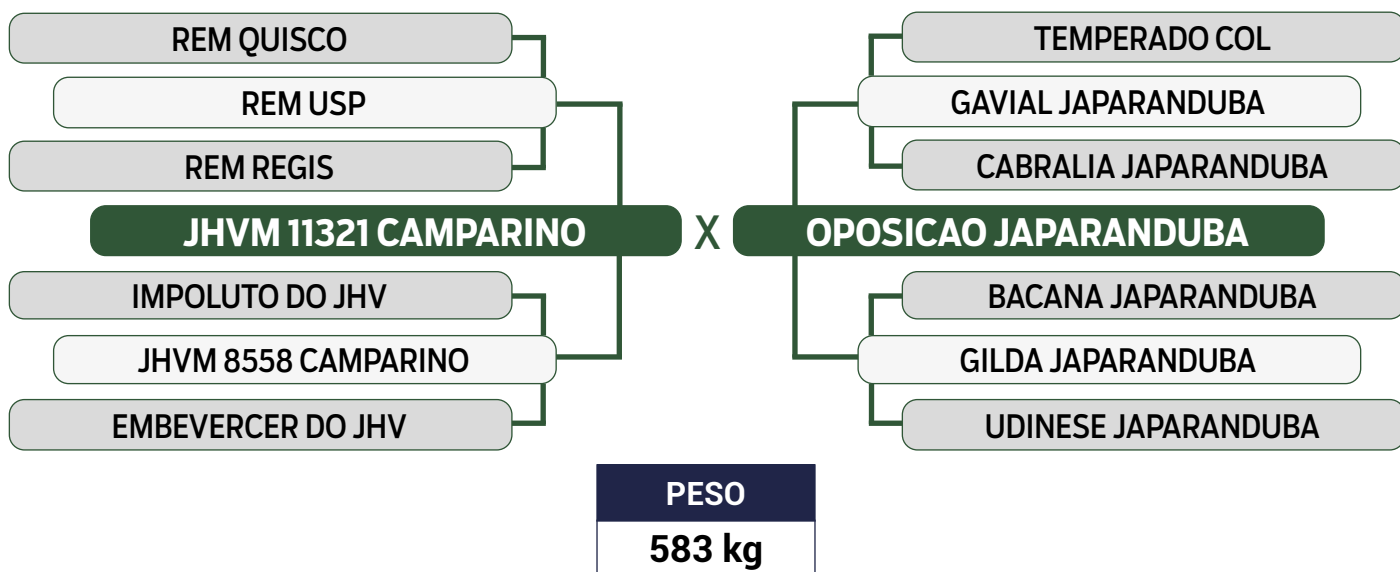 REM QUISCO
TEMPERADO COL
REM USP
GAVIAL JAPARANDUBA
REM REGIS
CABRALIA JAPARANDUBA
JHVM 11321 CAMPARINO X OPOSICAO JAPARANDUBA
IMPOLUTO DO JHV
BACANA JAPARANDUBA
JHVM 8558 CAMPARINO
GILDA JAPARANDUBA
EMBEVERCER DO JHV
UDINESE JAPARANDUBA
PESO
583 kg